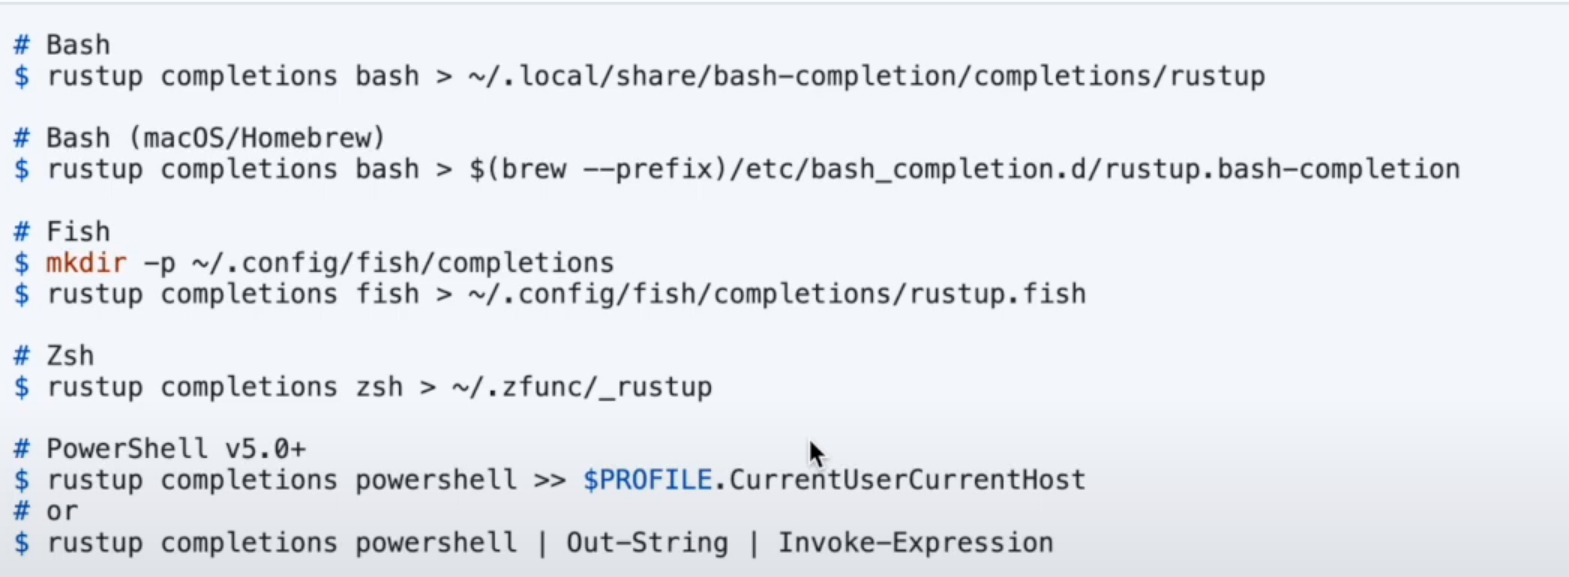 # Bash
$ rustup completions bash > ~/.local/share/bash-completion/completions/rustup
# Bash (macOS/Homebrew)
$ rustup completions bash > $(brew --prefix)/etc/bash_completion.d/rustup.bash-completion
# Fish
$ mkdir -p ~/.config/fish/completions
$ rustup completions fish > ~/.config/fish/completions/rustup.fish
# Zsh
$ rustup completions zsh > ~/.zfunc/_rustup
# PowerShell v5.0+
$ rustup completions powershell >> $PROFILE.CurrentUserCurrentHost
# or
$ rustup completions powershell | Out-String | Invoke-Expression